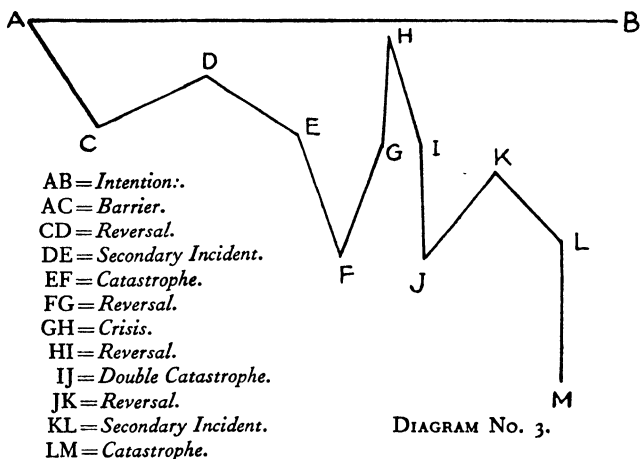 A
B
H
D
E
C
G
I
K
L
F
J
M
AB=Intention:.
AC=Barrier.
CD=Reversal.
DE=Secondary Incident.
EF=Catastrophe.
FG=Reversal.
GH=Crisis.
HI=Reversal.
IJ=Double Catastrophe.
JK=Reversal.
KL=Secondary Incident.
LM=Catastrophe.
DIAGRAM NO. 3.